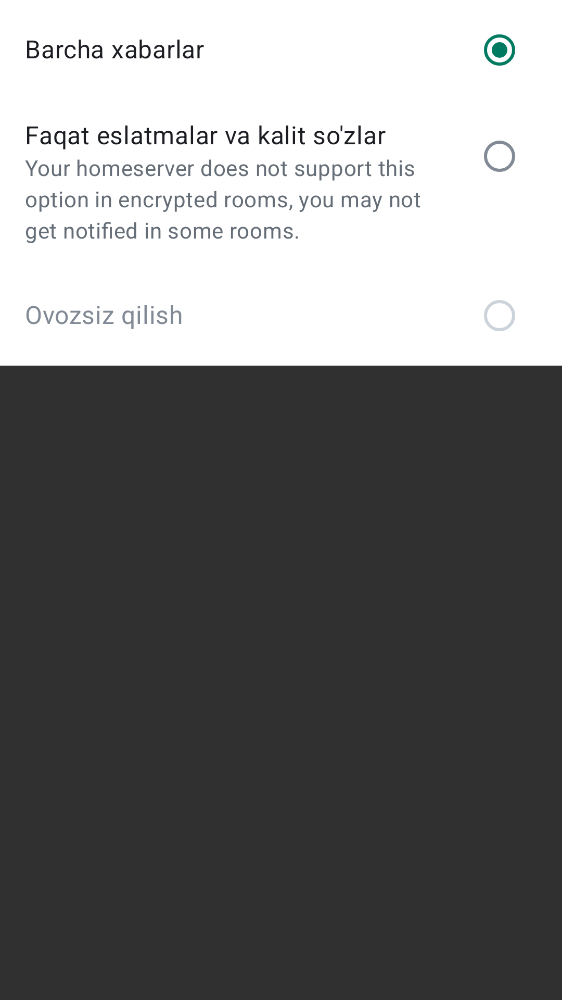 Barcha xabarlar
Faqat eslatmalar va kalit so'zlar
Your homeserver does not support this
option in encrypted rooms, you may not
get notified in some rooms.
Ovozsiz qilish